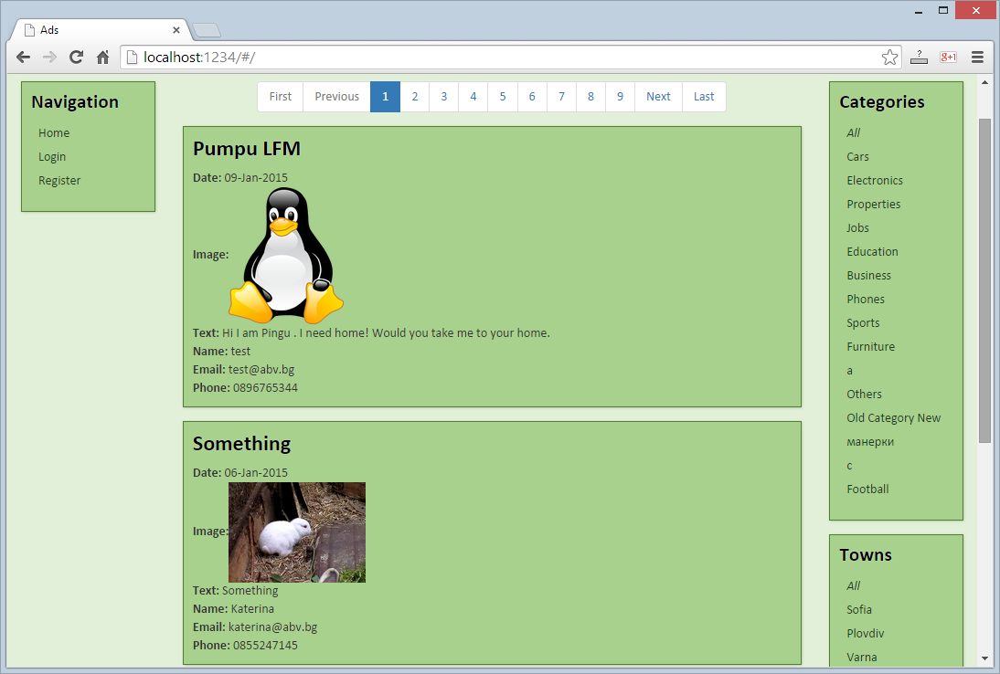 Ads
localhost:1234/#/
g+1
Navigation
Home
Login
Register
First Previous 1 2 3 4 5 6 7 8 9 Next Last
Pumpu LFM
Date: 09-Jan-2015
Image:
Text: Hi I am Pingu . I need home! Would you take me to your home.
Name: test
Email: test@abv.bg
Phone: 0896765344
Something
Date: 06-Jan-2015
Image:
Text: Something
Name: Katerina
Email: katerina@abv.bg
Phone: 0855247145
Categories
All
Cars
Electronics
Properties
Jobs
Education
Business
Phones
Sports
Furniture
a
Others
Old Category New
манерки
c
Football
Towns
All
Sofia
Plovdiv
Varna